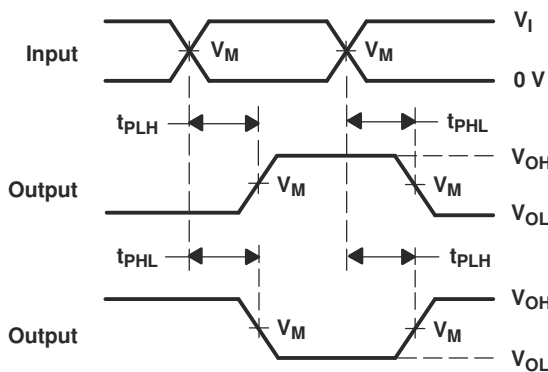 V_I
Input V_M V_M
0 V
t_PLH t_PHL
V_OH
Output V_M V_M
V_OL
t_PHL t_PLH
V_OH
Output V_M V_M
V_OL